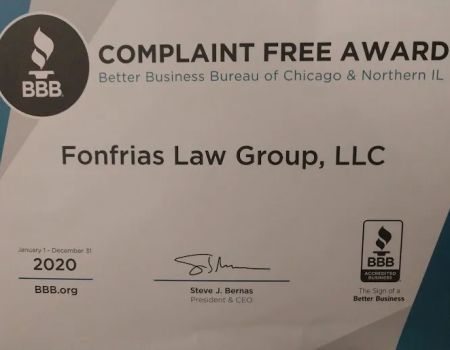 BBB
COMPLAINT FREE AWARD
Better Business Bureau of Chicago & Northern IL
Fonfrias Law Group, LLC
January 1 - December 31
2020
BBB.org
Steve J. Bernas
President & CEO
BBB
ACCREDITED
BUSINESS
The Sign of a
Better Business